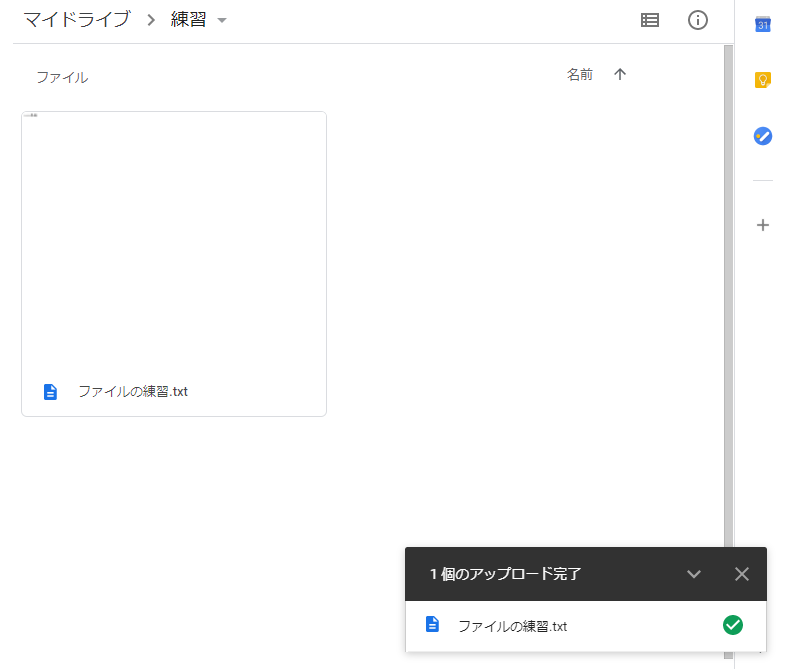 マイドライブ > 練習
31
ファイル
名前
ファイルの練習.txt
1 個のアップロード完了
ファイルの練習.txt